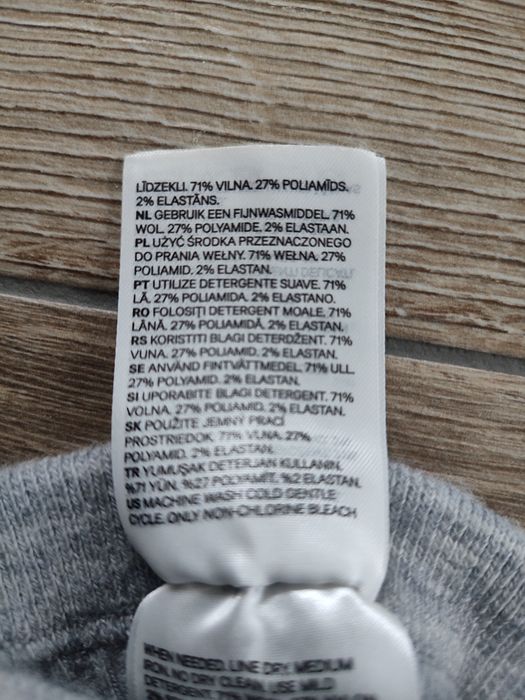 LĪDZEKLI. 71% VILNA. 27% POLIAMĪDS.
2% ELASTĀNS.
NL GEBRUIK EEN FIJNWASMIDDEL. 71%
WOL. 27% POLYAMIDE. 2% ELASTAAN.
PL UŻYĆ ŚRODKA PRZEZNACZONEGO
DO PRANIA WEŁNY. 71% WEŁNA. 27%
POLIAMID. 2% ELASTAN.
PT UTILIZE DETERGENTE SUAVE. 71%
LÃ. 27% POLIAMIDA. 2% ELASTANO.
RO FOLOSIȚI DETERGENT MOALE. 71%
LÂNĂ. 27% POLIAMIDĂ. 2% ELASTAN.
RS KORISTITI BLAGI DETERDŽENT. 71%
VUNA. 27% POLIAMID. 2% ELASTAN.
SE ANVÄND FINTVÄTTMEDEL. 71% ULL.
27% POLYAMID. 2% ELASTAN.
SI UPORABITE BLAGI DETERGENT. 71%
VOLNA. 27% POLIAMID. 2% ELASTAN.
SK POUŽITE JEMNÝ PRACÍ
PROSTRIEDOK. 71% VLNA. 27%
POLYAMID. 2% ELASTAN.
TR YUMUŞAK DETERJAN KULLANIN.
%71 YÜN. %27 POLYAMİT. %2 ELASTAN.
US MACHINE WASH COLD GENTLE
CYCLE. ONLY NON-CHLORINE BLEACH
WHEN NEEDED. LINE DRY. MEDIUM
IRON. NO DRY CLEAN. USE MILD
DETERGENT.